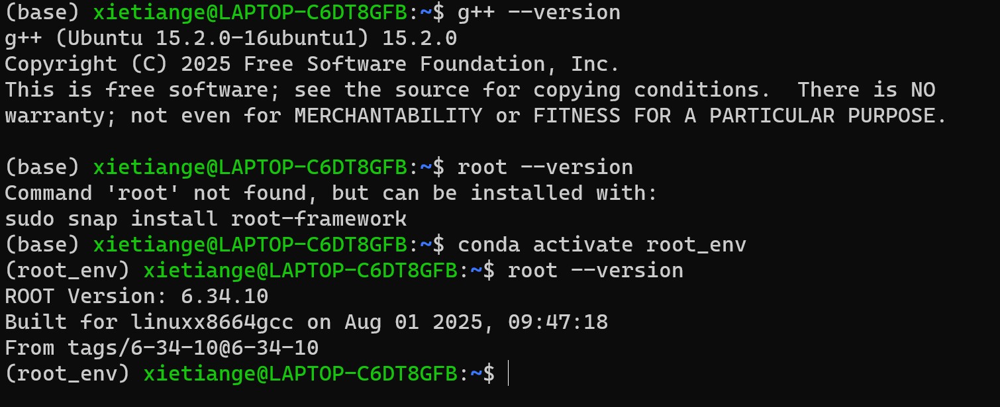 (base) xietiange@LAPTOP-C6DT8GFB:~$ g++ --version
g++ (Ubuntu 15.2.0-16ubuntu1) 15.2.0
Copyright (C) 2025 Free Software Foundation, Inc.
This is free software; see the source for copying conditions.  There is NO
warranty; not even for MERCHANTABILITY or FITNESS FOR A PARTICULAR PURPOSE.

(base) xietiange@LAPTOP-C6DT8GFB:~$ root --version
Command 'root' not found, but can be installed with:
sudo snap install root-framework
(base) xietiange@LAPTOP-C6DT8GFB:~$ conda activate root_env
(root_env) xietiange@LAPTOP-C6DT8GFB:~$ root --version
ROOT Version: 6.34.10
Built for linuxx8664gcc on Aug 01 2025, 09:47:18
From tags/6-34-10@6-34-10
(root_env) xietiange@LAPTOP-C6DT8GFB:~$